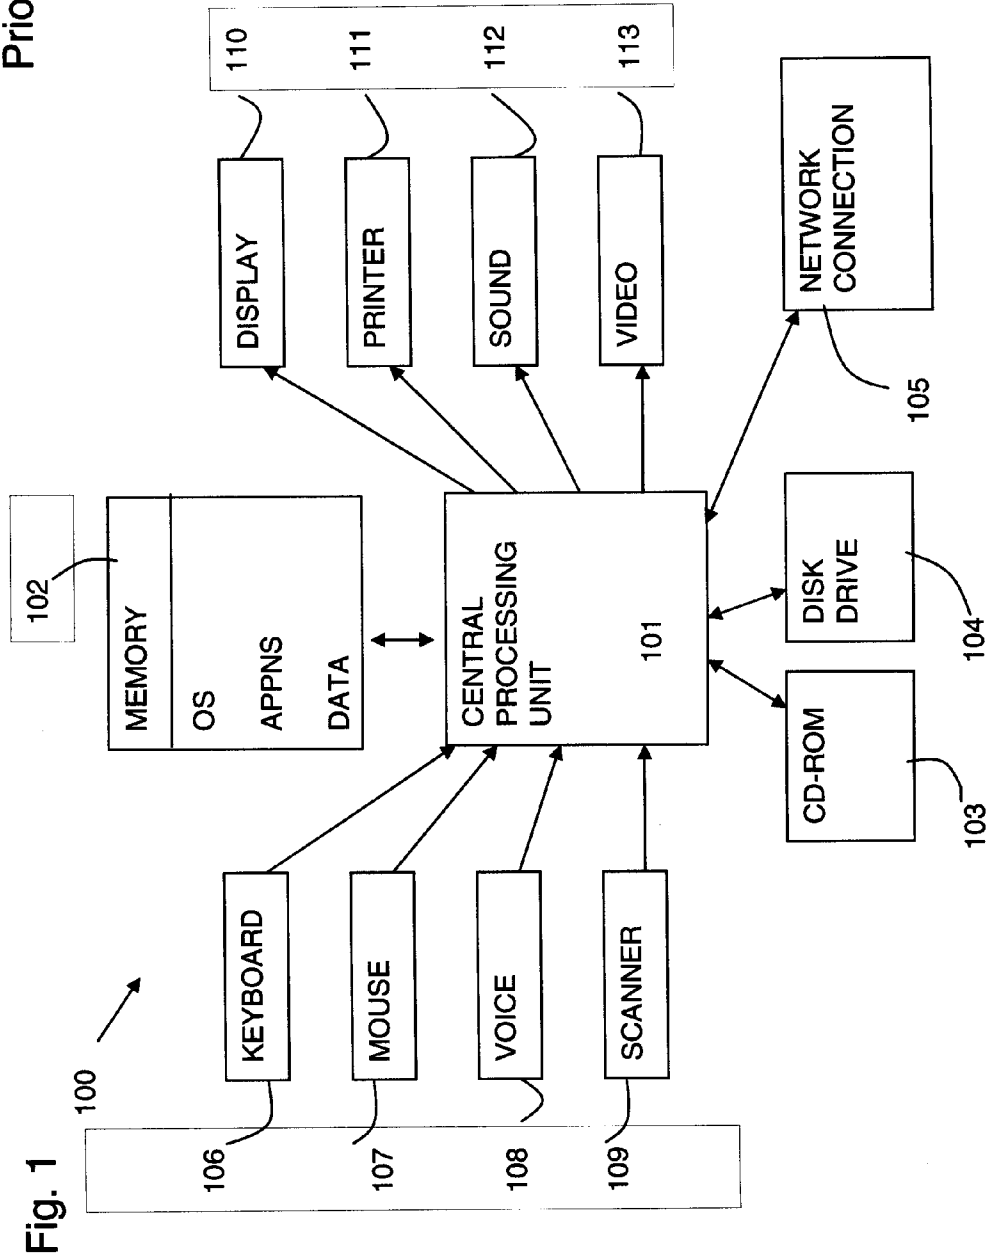 Fig. 1
Prio
100
102
MEMORY
OS
APPNS
DATA
106
KEYBOARD
107
MOUSE
108
VOICE
109
SCANNER
CENTRAL
PROCESSING
UNIT
101
DISPLAY
110
PRINTER
111
SOUND
112
VIDEO
113
CD-ROM
103
DISK
DRIVE
104
NETWORK
CONNECTION
105